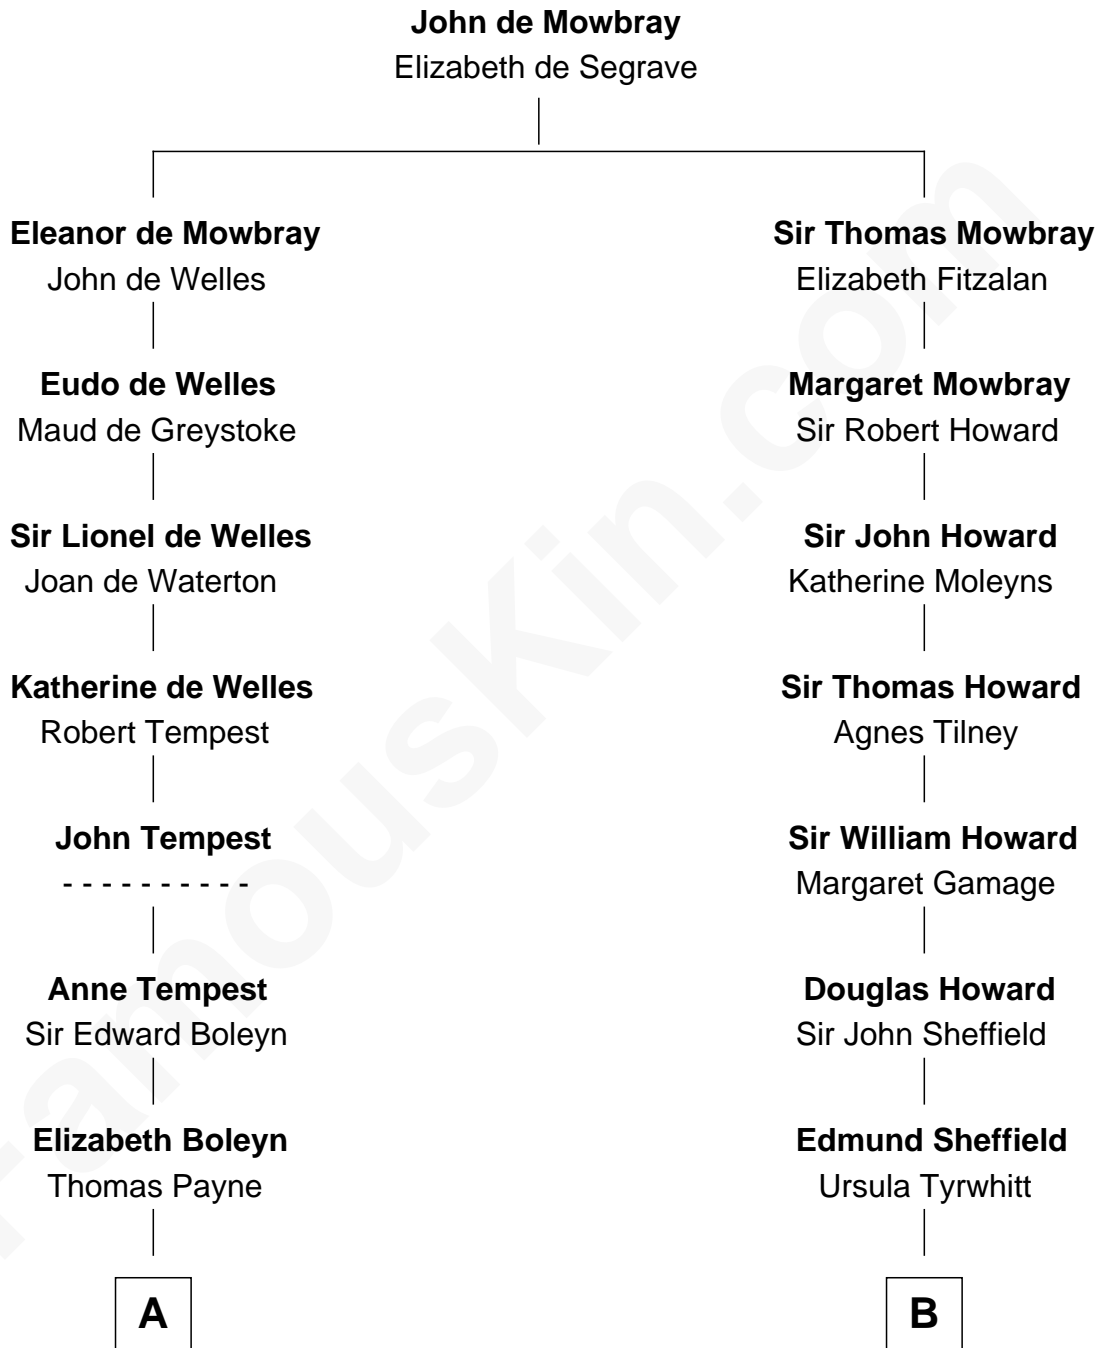 John de Mowbray
Elizabeth de Segrave
Eleanor de Mowbray
John de Welles
Sir Thomas Mowbray
Elizabeth Fitzalan
Eudo de Welles
Maud de Greystoke
Margaret Mowbray
Sir Robert Howard
Sir Lionel de Welles
Joan de Waterton
Sir John Howard
Katherine Moleyns
Katherine de Welles
Robert Tempest
Sir Thomas Howard
Agnes Tilney
John Tempest
- - - - - - - - - -
Sir William Howard
Margaret Gamage
Anne Tempest
Sir Edward Boleyn
Douglas Howard
Sir John Sheffield
Elizabeth Boleyn
Thomas Payne
Edmund Sheffield
Ursula Tyrwhitt
A
B
FamousKin.com